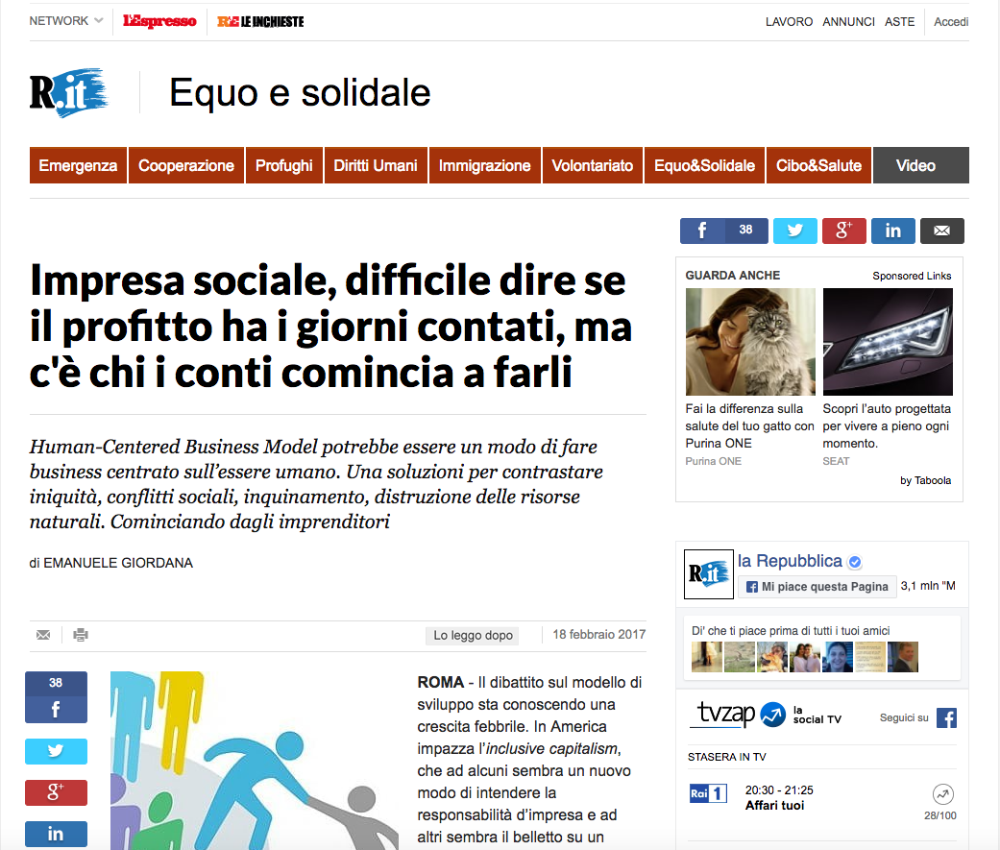 NETWORK
l'Espresso
RE LE INCHIESTE
LAVORO ANNUNCI ASTE
Accedi
R.it
Equo e solidale
Emergenza
Cooperazione
Profughi
Diritti Umani
Immigrazione
Volontariato
Equo&Solidale
Cibo&Salute
Video
f 38
g+
in
Impresa sociale, difficile dire se
il profitto ha i giorni contati, ma
c'è chi i conti comincia a farli
Human-Centered Business Model potrebbe essere un modo di fare
business centrato sull'essere umano. Una soluzioni per contrastare
iniquità, conflitti sociali, inquinamento, distruzione delle risorse
naturali. Cominciando dagli imprenditori
di EMANUELE GIORDANA
Lo leggo dopo
18 febbraio 2017
38
f
g+
in
ROMA - Il dibattito sul modello di
sviluppo sta conoscendo una
crescita febbrile. In America
impazza l'inclusive capitalism,
che ad alcuni sembra un nuovo
modo di intendere la
responsabilità d'impresa e ad
altri sembra il belletto su un
GUARDA ANCHE
Sponsored Links
Fai la differenza sulla
salute del tuo gatto con
Purina ONE
Purina ONE
Scopri l'auto progettata
per vivere a pieno ogni
momento.
SEAT
by Taboola
R.it
la Repubblica
f Mi piace questa Pagina
3,1 mln "M
Di' che ti piace prima di tutti i tuoi amici
tvzap
la
social TV
Seguici su
f
STASERA IN TV
Rai 1
20:30 - 21:25
Affari tuoi
28/100